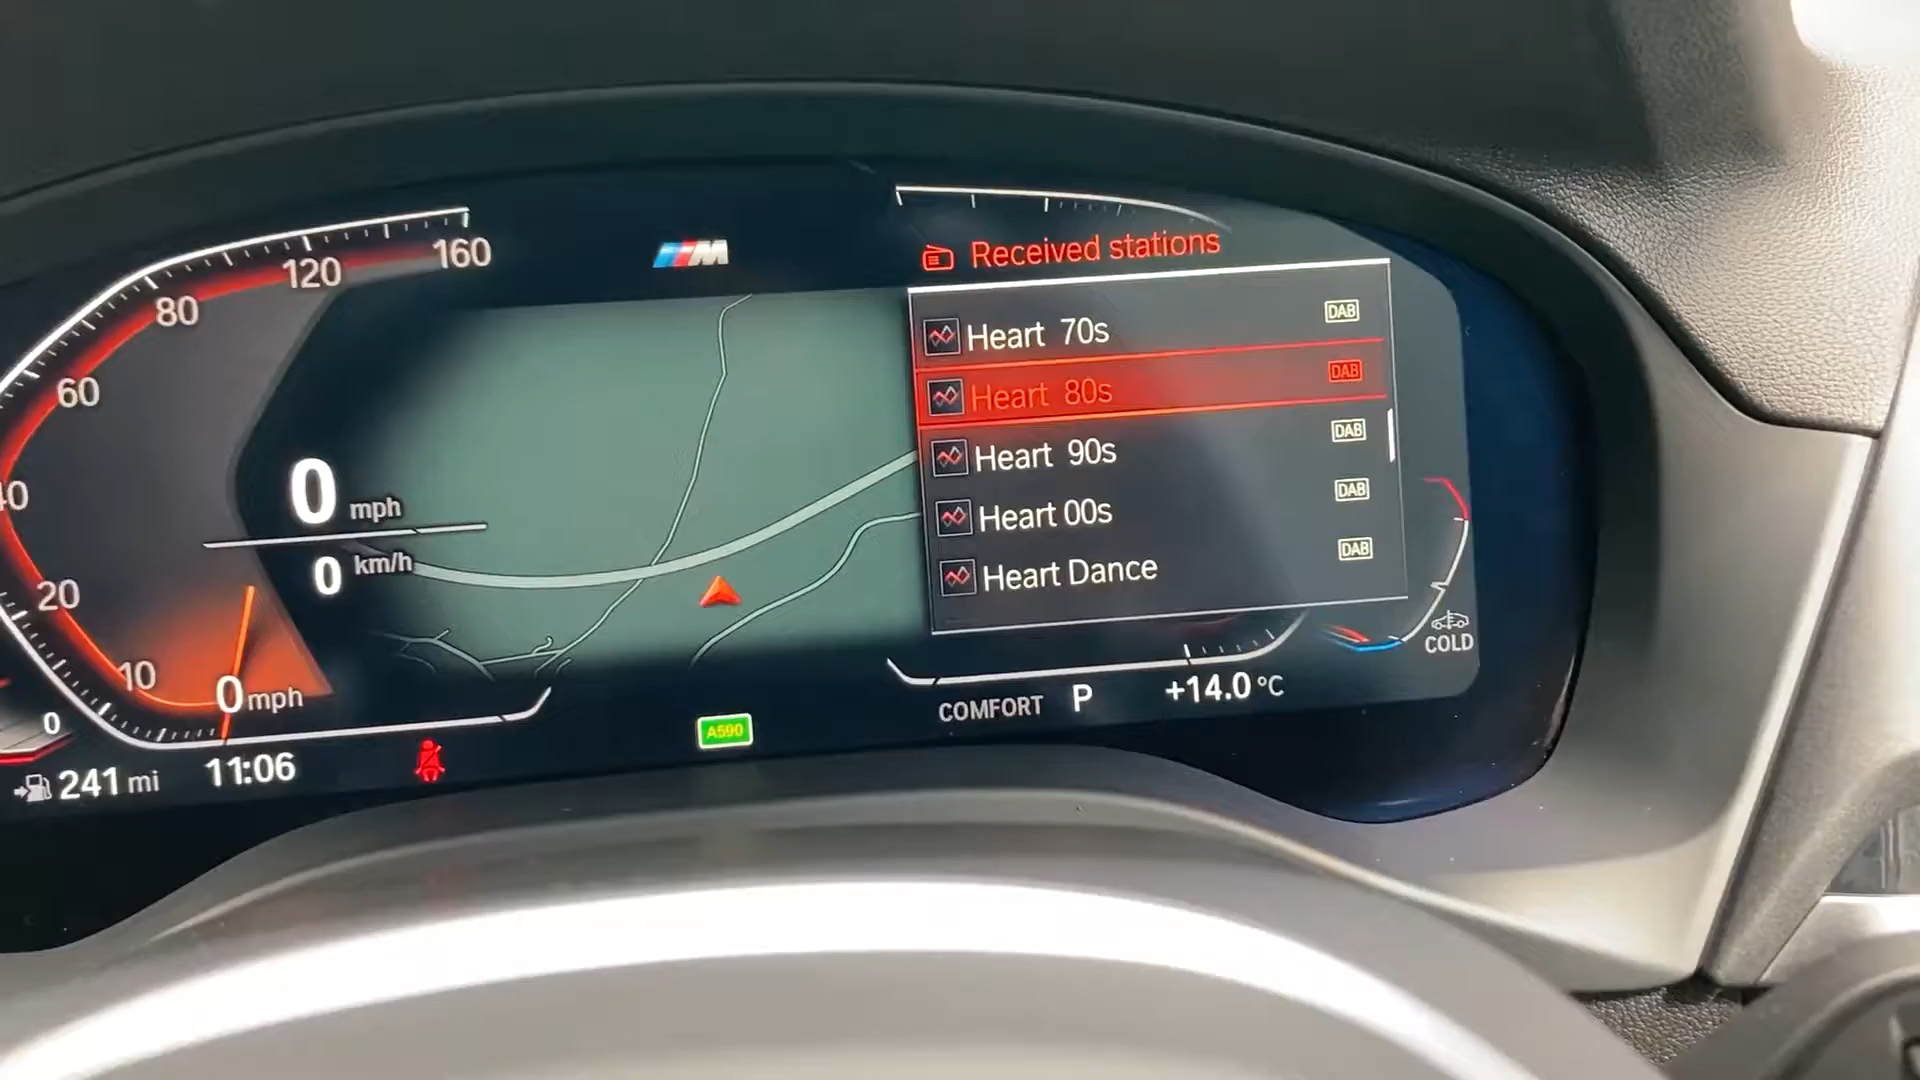 160
120
80
60
40
20
10
0 mph
0 mph
0 km/h
0
241 mi
11:06
M
A590
Received stations
Heart 70s DAB
Heart 80s DAB
Heart 90s DAB
Heart 00s DAB
Heart Dance DAB
COLD
COMFORT P +14.0 °C